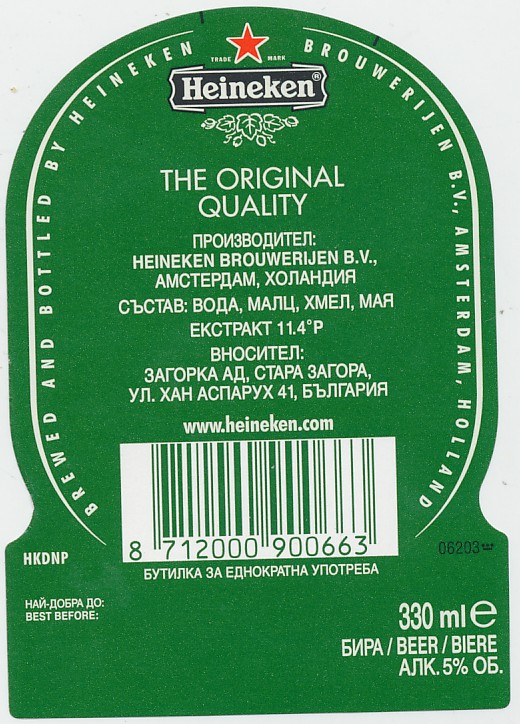 BREWED AND BOTTLED BY HEINEKEN BROUWERIJEN B.V., AMSTERDAM, HOLLAND
TRADE MARK
Heineken®
THE ORIGINAL
QUALITY
ПРОИЗВОДИТЕЛ:
HEINEKEN BROUWERIJEN B.V.,
АМСТЕРДАМ, ХОЛАНДИЯ
СЪСТАВ: ВОДА, МАЛЦ, ХМЕЛ, МАЯ
ЕКСТРАКТ 11.4°P
ВНОСИТЕЛ:
ЗАГОРКА АД, СТАРА ЗАГОРА,
УЛ. ХАН АСПАРУХ 41, БЪЛГАРИЯ
www.heineken.com
8 712000 900663
HKDNP
06203
БУТИЛКА ЗА ЕДНОКРАТНА УПОТРЕБА
НАЙ-ДОБРА ДО:
BEST BEFORE:
330 ml e
БИРА / BEER / BIERE
АЛК. 5% ОБ.